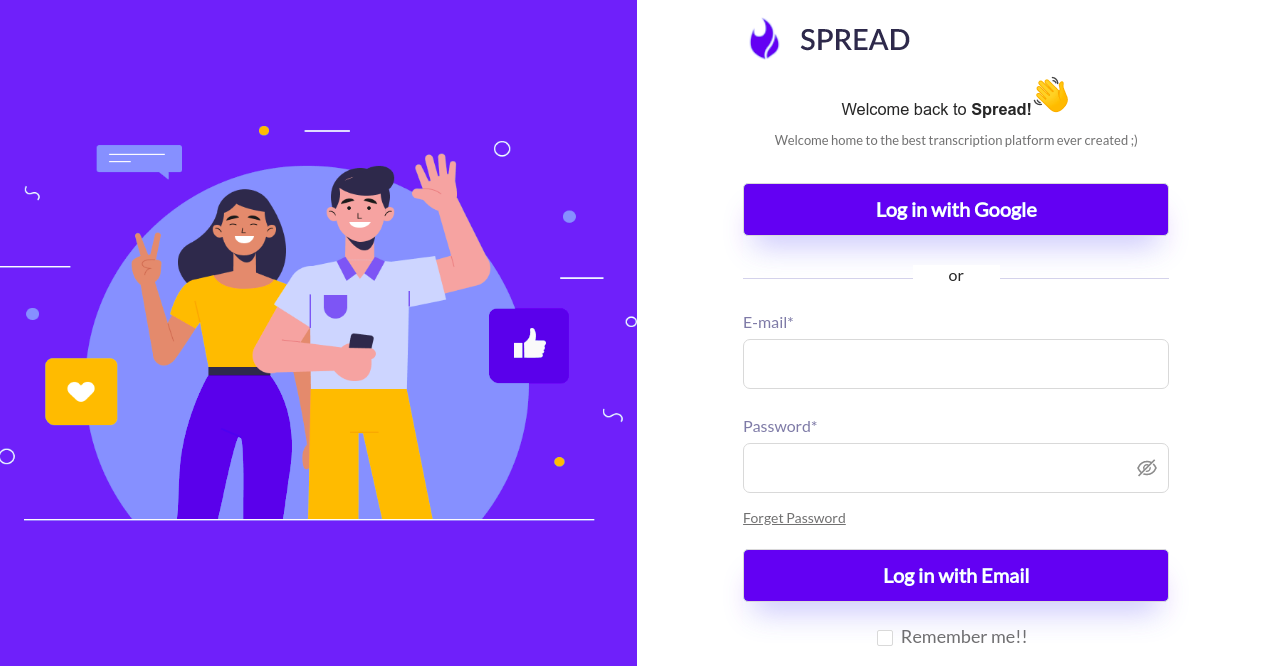 SPREAD
Welcome back to Spread!
Welcome home to the best transcription platform ever created ;)
Log in with Google
or
E-mail*
Password*
Forget Password
Log in with Email
Remember me!!